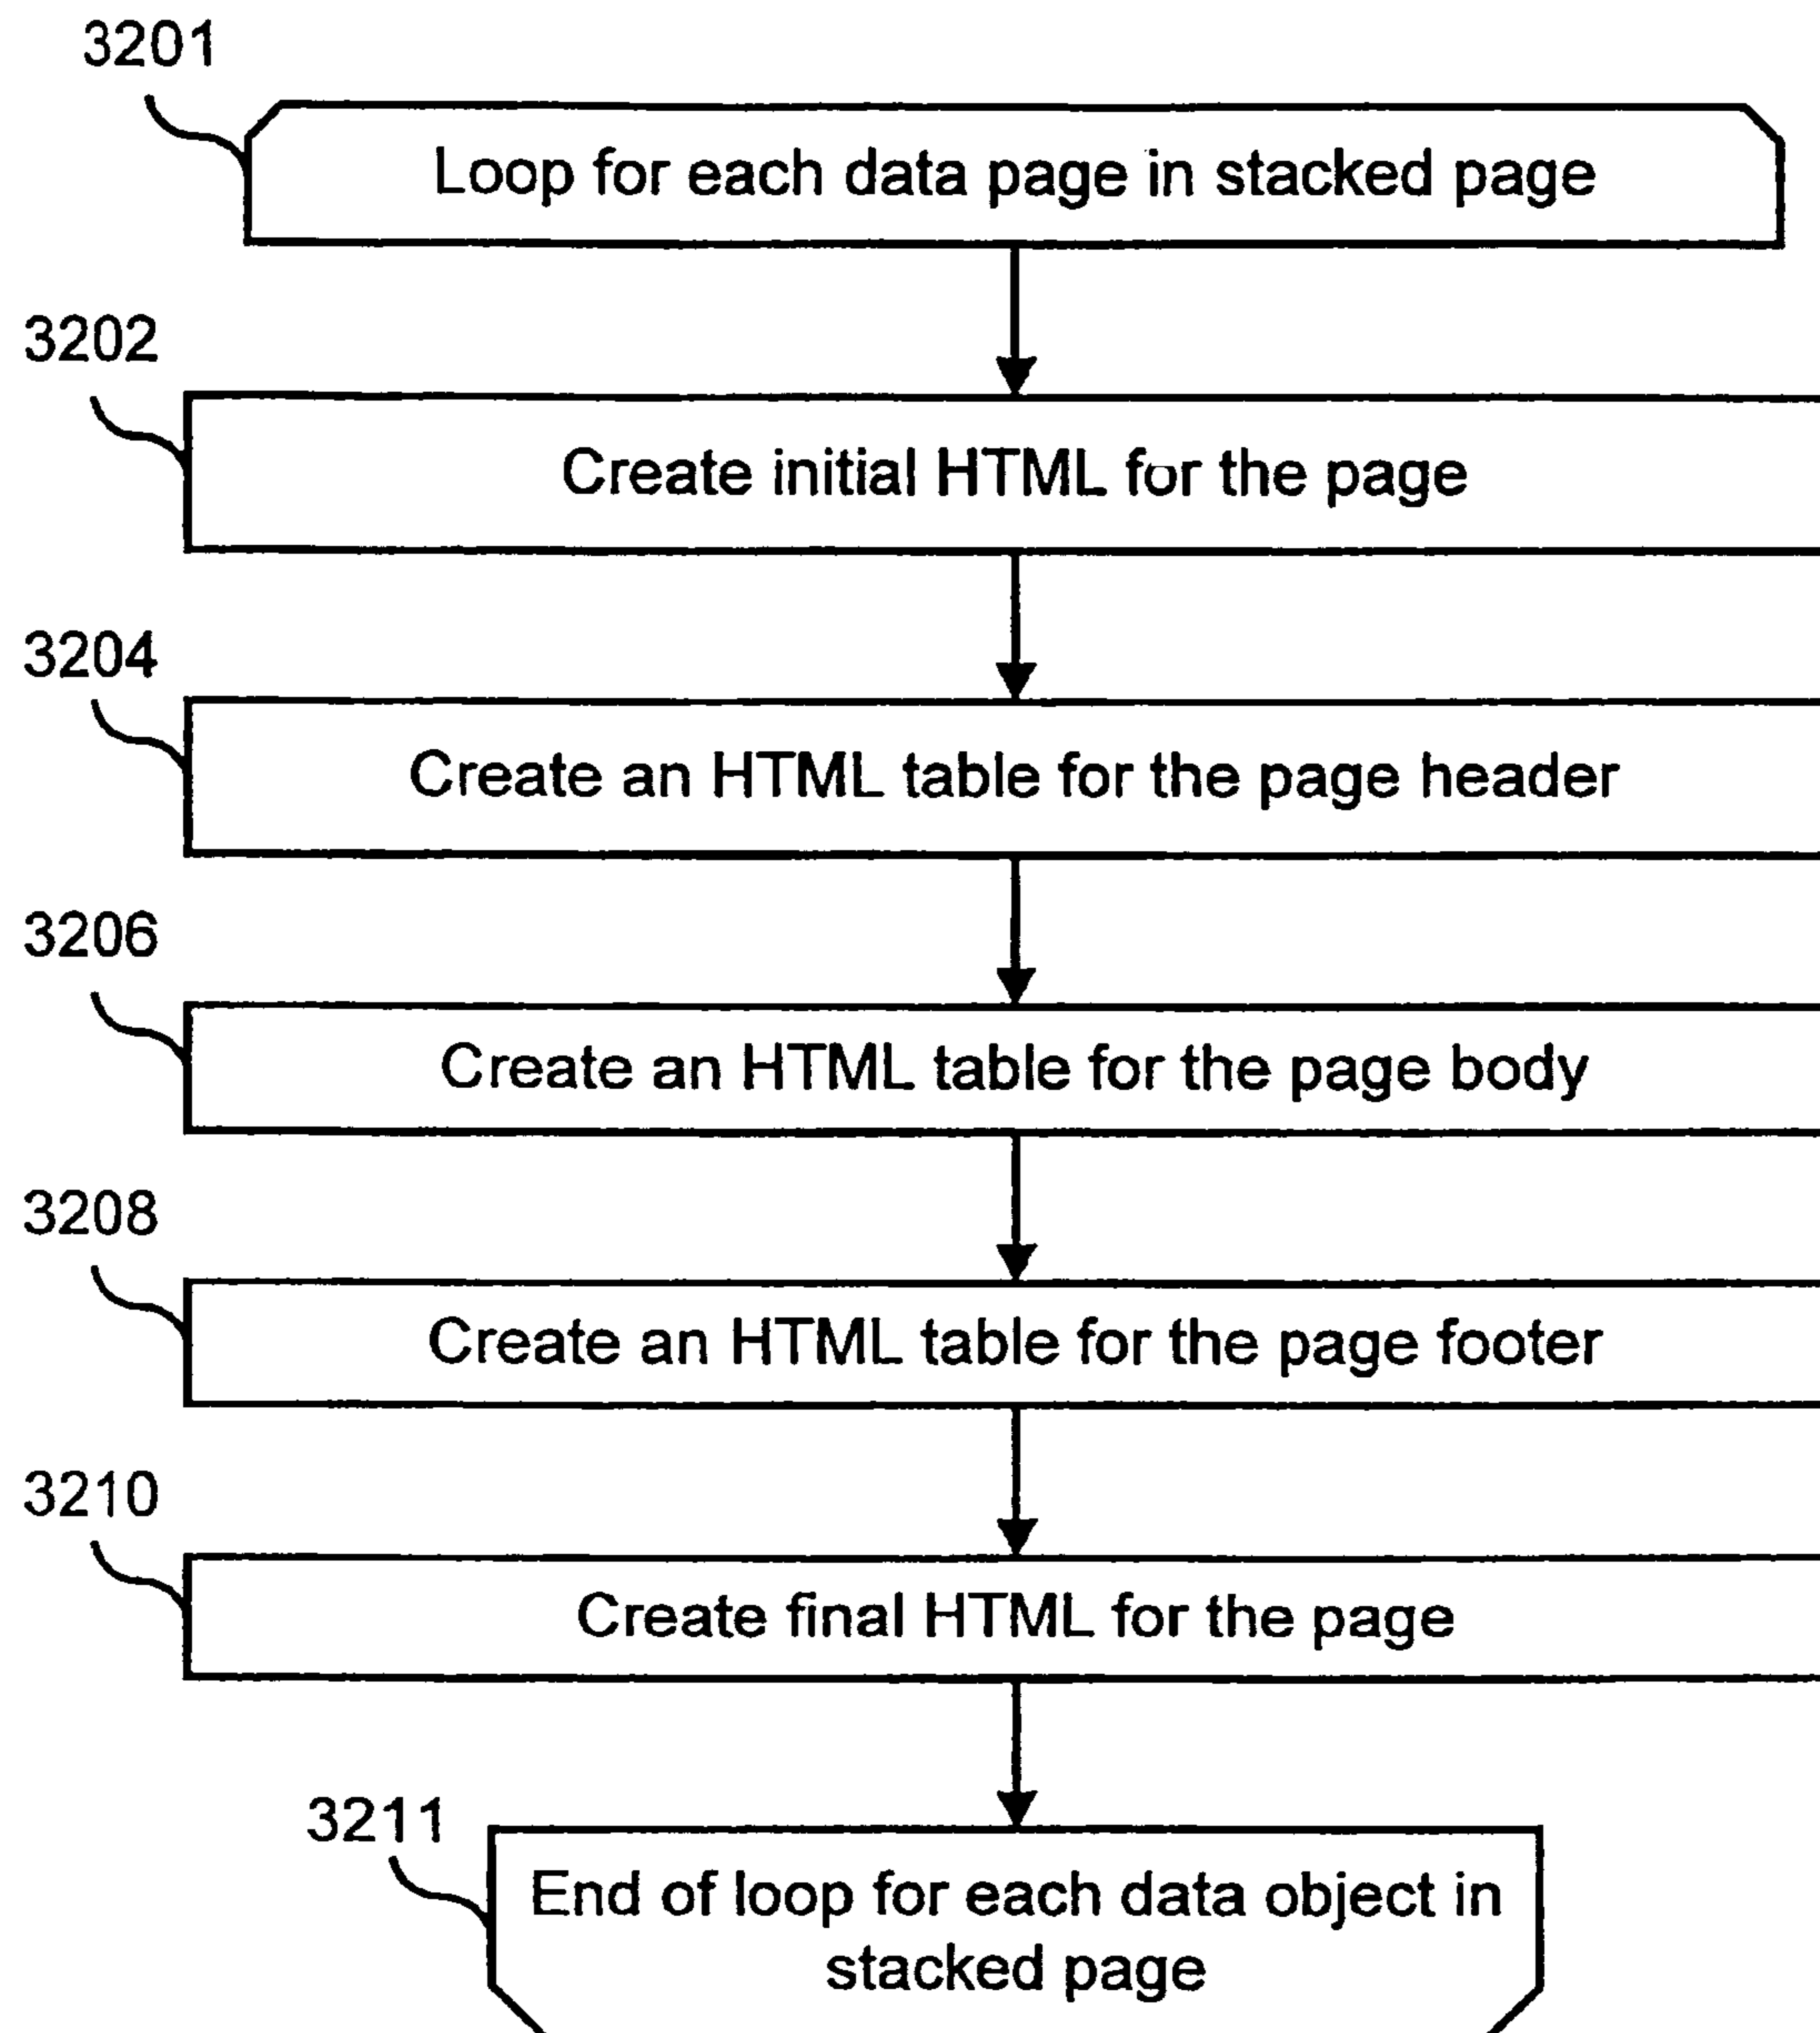 3201
Loop for each data page in stacked page
3202
Create initial HTML for the page
3204
Create an HTML table for the page header
3206
Create an HTML table for the page body
3208
Create an HTML table for the page footer
3210
Create final HTML for the page
3211
End of loop for each data object in
stacked page